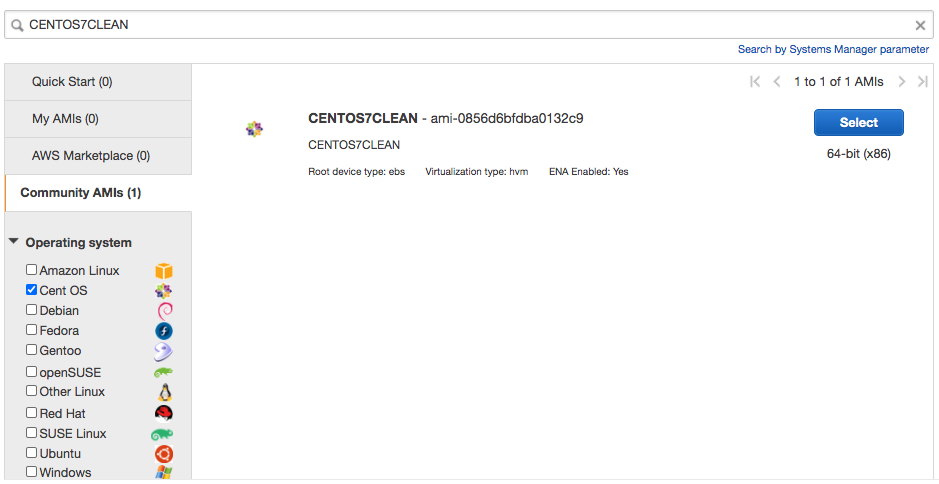 CENTOS7CLEAN
Search by Systems Manager parameter
Quick Start (0)
My AMIs (0)
AWS Marketplace (0)
Community AMIs (1)
Operating system
Amazon Linux
Cent OS
Debian
Fedora
Gentoo
openSUSE
Other Linux
Red Hat
SUSE Linux
Ubuntu
Windows
1 to 1 of 1 AMIs
CENTOS7CLEAN - ami-0856d6bfdba0132c9
Select
CENTOS7CLEAN
64-bit (x86)
Root device type: ebs Virtualization type: hvm ENA Enabled: Yes